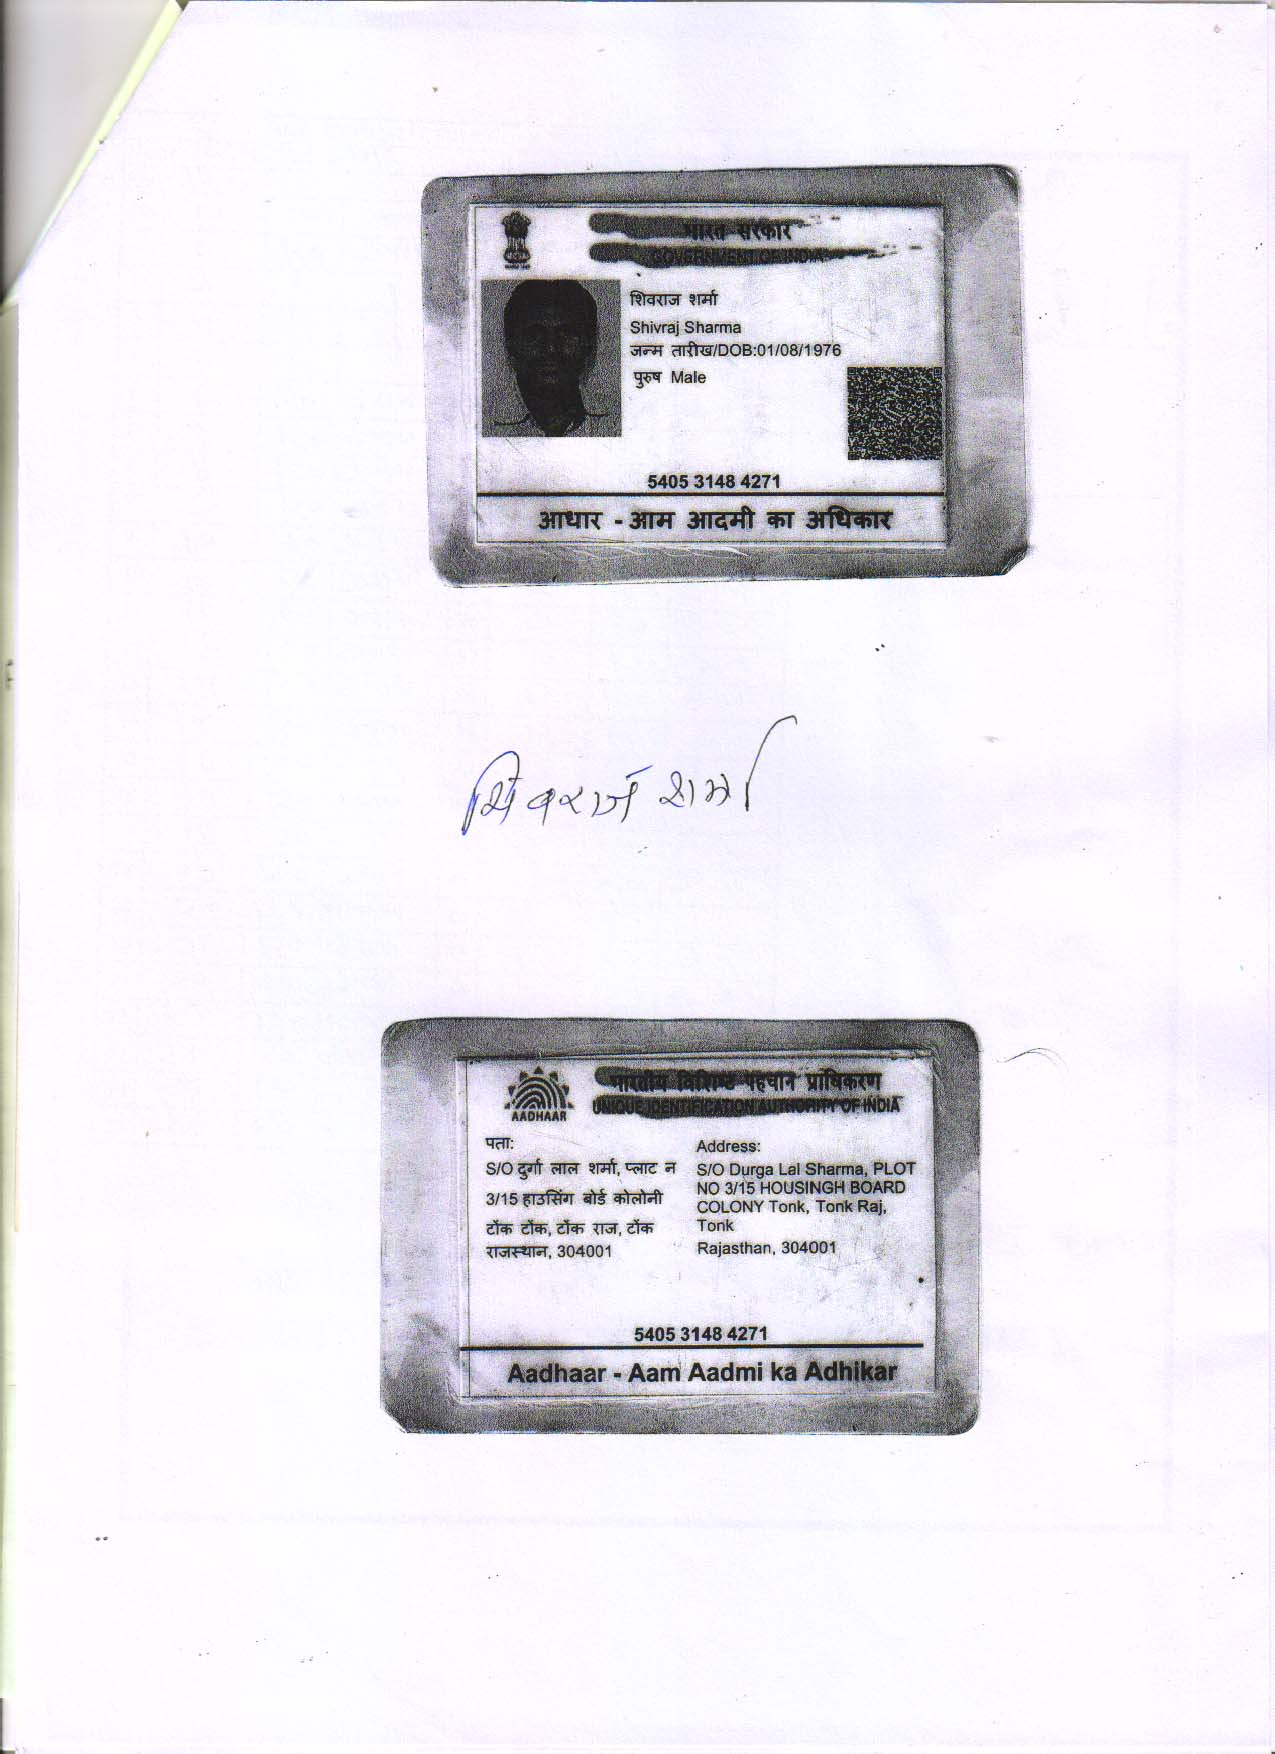 भारत सरकार
GOVERNMENT OF INDIA
शिवराज शर्मा
Shivraj Sharma
जन्म तारीख/DOB:01/08/1976
पुरुष Male
5405 3148 4271
आधार - आम आदमी का अधिकार
शिवराज शर्मा
भारतीय विशिष्ट पहचान प्राधिकरण
UNIQUE IDENTIFICATION AUTHORITY OF INDIA
AADHAAR
पता:
S/O दुर्गा लाल शर्मा, प्लाट न
3/15 हाउसिंग बोर्ड कोलोनी
टोंक टोंक, टोंक राज, टोंक
राजस्थान, 304001
Address:
S/O Durga Lal Sharma, PLOT
NO 3/15 HOUSINGH BOARD
COLONY Tonk, Tonk Raj,
Tonk
Rajasthan, 304001
5405 3148 4271
Aadhaar - Aam Aadmi ka Adhikar